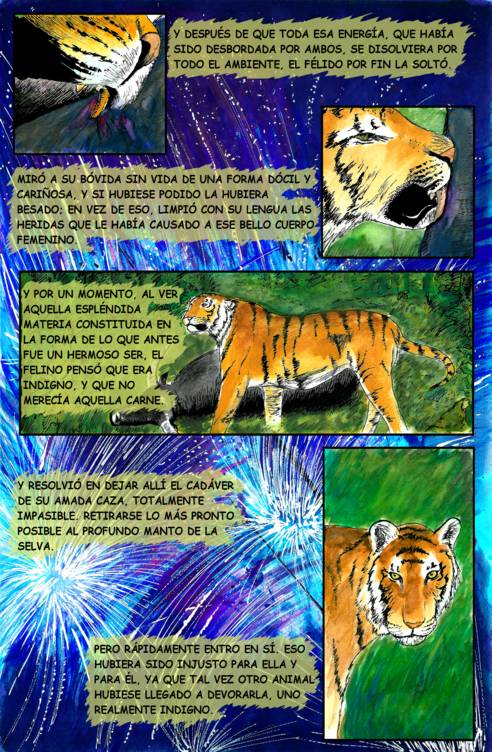 Y DESPUÉS DE QUE TODA ESA ENERGÍA, QUE HABÍA
SIDO DESBORDADA POR AMBOS, SE DISOLVIERA POR
TODO EL AMBIENTE, EL FÉLIDO POR FIN LA SOLTÓ.
MIRÓ A SU BÓVIDA SIN VIDA DE UNA FORMA DÓCIL Y
CARIÑOSA, Y SI HUBIESE PODIDO LA HUBIERA
BESADO; EN VEZ DE ESO, LIMPIÓ CON SU LENGUA LAS
HERIDAS QUE LE HABÍA CAUSADO A ESE BELLO CUERPO
FEMENINO.
Y POR UN MOMENTO, AL VER
AQUELLA ESPLÉNDIDA
MATERIA CONSTITUIDA EN
LA FORMA DE LO QUE ANTES
FUE UN HERMOSO SER, EL
FELINO PENSÓ QUE ERA
INDIGNO, Y QUE NO
MERECÍA AQUELLA CARNE.
Y RESOLVIÓ EN DEJAR ALLÍ EL CADÁVER
DE SU AMADA CAZA, TOTALMENTE
IMPASIBLE. RETIRARSE LO MÁS PRONTO
POSIBLE AL PROFUNDO MANTO DE LA
SELVA.
PERO RÁPIDAMENTE ENTRO EN SÍ. ESO
HUBIERA SIDO INJUSTO PARA ELLA Y
PARA ÉL, YA QUE TAL VEZ OTRO ANIMAL
HUBIESE LLEGADO A DEVORARLA, UNO
REALMENTE INDIGNO.